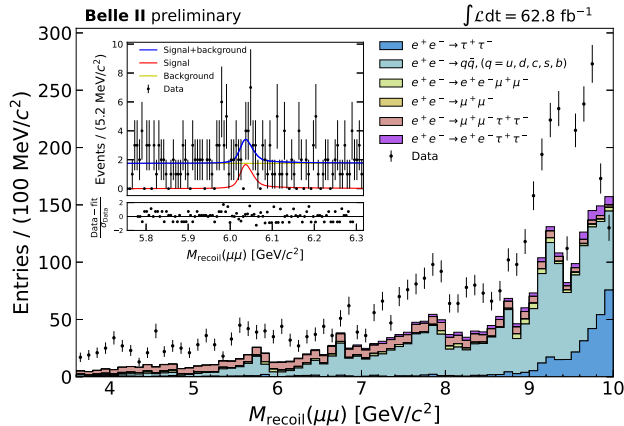 Belle II preliminary
∫ℒdt = 62.8 fb⁻¹
Entries / (100 MeV/c²)
300
250
200
150
100
50
0
4
5
6
7
8
9
10
M_recoil(μμ) [GeV/c²]
e⁺e⁻→τ⁺τ⁻
e⁺e⁻→qq̄, (q = u, d, c, s, b)
e⁺e⁻→e⁺e⁻μ⁺μ⁻
e⁺e⁻→μ⁺μ⁻
e⁺e⁻→μ⁺μ⁻τ⁺τ⁻
e⁺e⁻→e⁺e⁻τ⁺τ⁻
Data
Events / (5.2 MeV/c²)
10
8
6
4
2
0
Signal+background
Signal
Background
Data
Data − fit
σ_Data
2
0
−2
5.8
5.9
6.0
6.1
6.2
6.3
M_recoil(μμ) [GeV/c²]